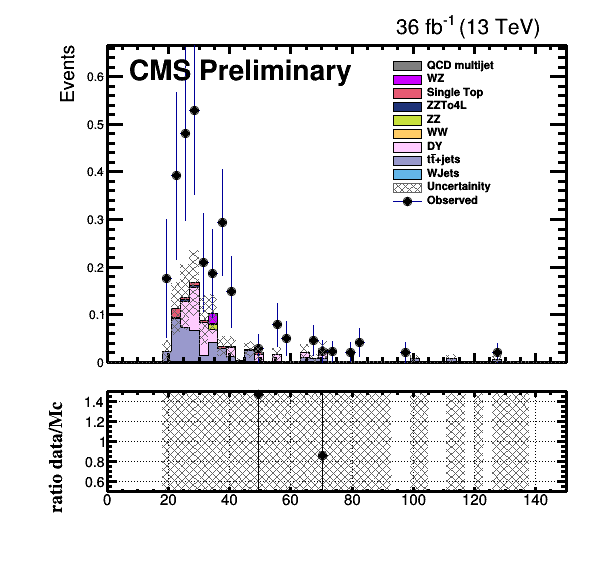 36 fb⁻¹ (13 TeV)
CMS Preliminary
Events
QCD multijet
WZ
Single Top
ZZTo4L
ZZ
WW
DY
tt̄+jets
WJets
Uncertainity
Observed
0.6
0.5
0.4
0.3
0.2
0.1
0
ratio data/Mc
1.4
1.2
1
0.8
0.6
0 20 40 60 80 100 120 140